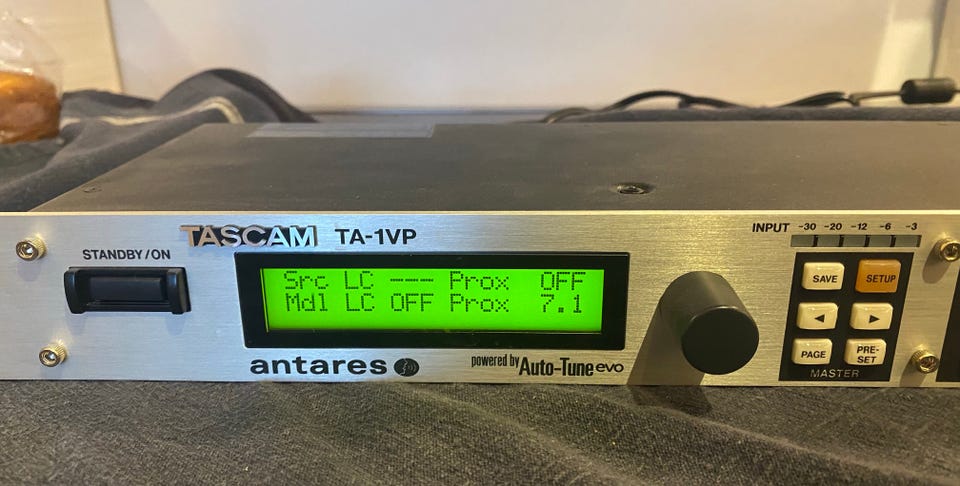 TASCAM TA-1VP
STANDBY/ON
Src LC --- Prox OFF
Mdl LC OFF Prox 7.1
antares
powered by Auto-Tune evo
INPUT -30 -20 -12 -6 -3
SAVE SETUP
◄ ►
PAGE PRE-
SET
MASTER